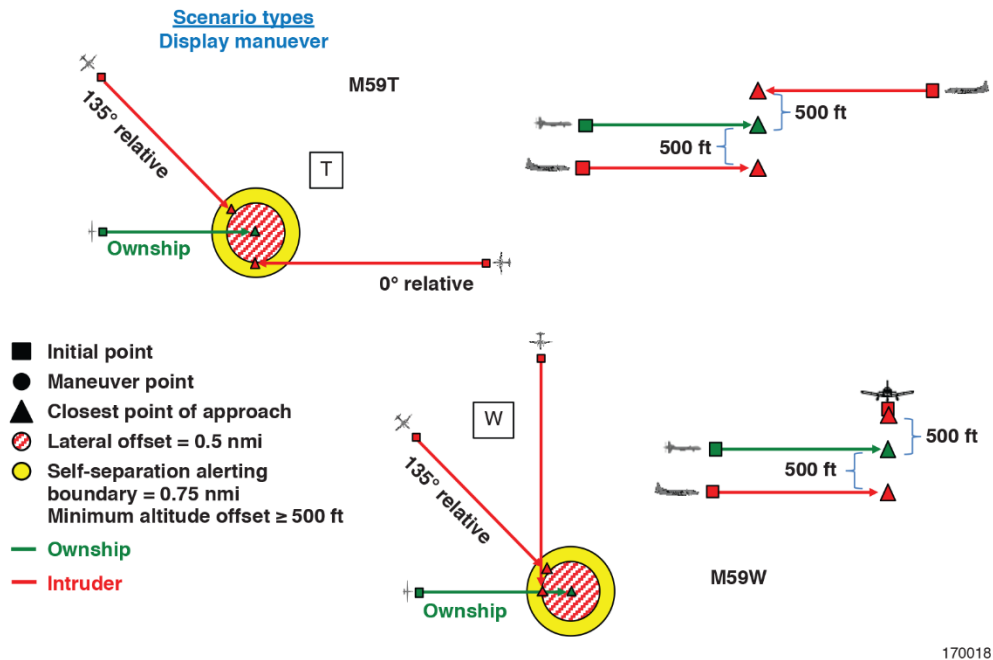 Scenario types
Display manuever
M59T
135° relative
T
Ownship
0° relative
500 ft
500 ft
Initial point
Maneuver point
Closest point of approach
Lateral offset = 0.5 nmi
Self-separation alerting
boundary = 0.75 nmi
Minimum altitude offset ≥ 500 ft
Ownship
Intruder
W
135° relative
Ownship
500 ft
500 ft
M59W
170018